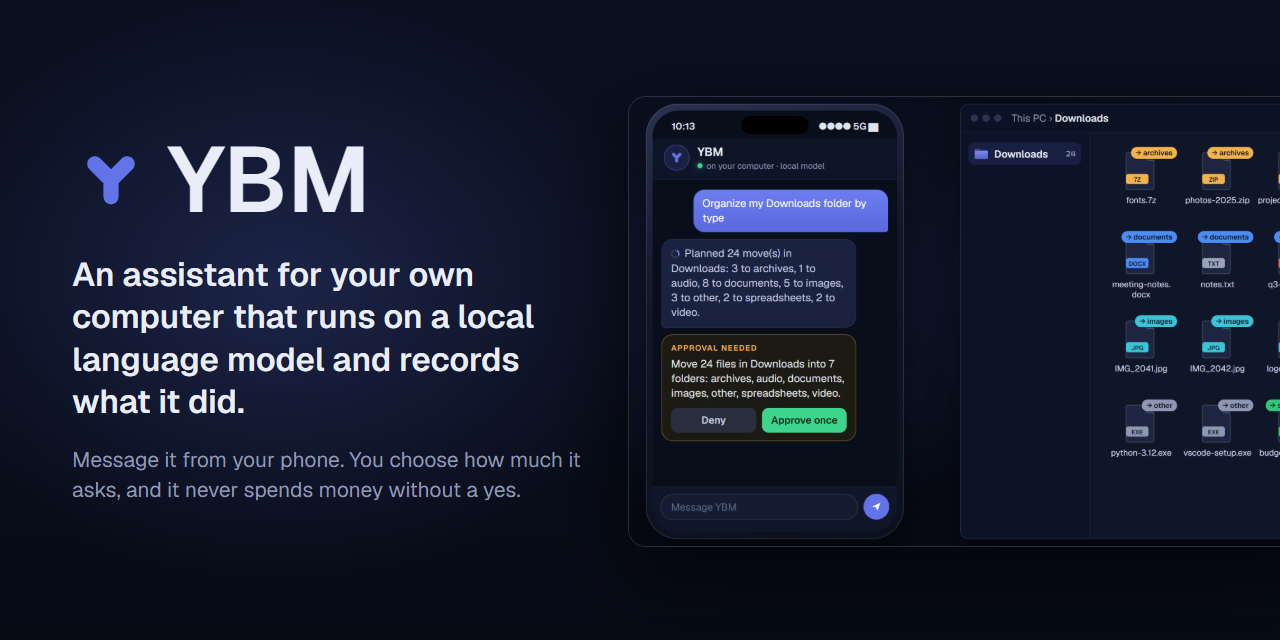 YBM
An assistant for your own
computer that runs on a local
language model and records
what it did.
Message it from your phone. You choose how much it
asks, and it never spends money without a yes.
10:13
5G
YBM
on your computer · local model
Organize my Downloads folder by
type
Planned 24 move(s) in
Downloads: 3 to archives, 1 to
audio, 8 to documents, 5 to images,
3 to other, 2 to spreadsheets, 2 to
video.
APPROVAL NEEDED
Move 24 files in Downloads into 7
folders: archives, audio, documents,
images, other, spreadsheets, video.
Deny
Approve once
Message YBM
This PC › Downloads
Downloads 24
→ archives → archives
7Z ZIP
fonts.7z photos-2025.zip
→ documents → documents
DOCX TXT
meeting-notes.
docx
notes.txt
→ images → images
JPG JPG
IMG_2041.jpg IMG_2042.jpg
→ other → other
EXE EXE
python-3.12.exe vscode-setup.exe